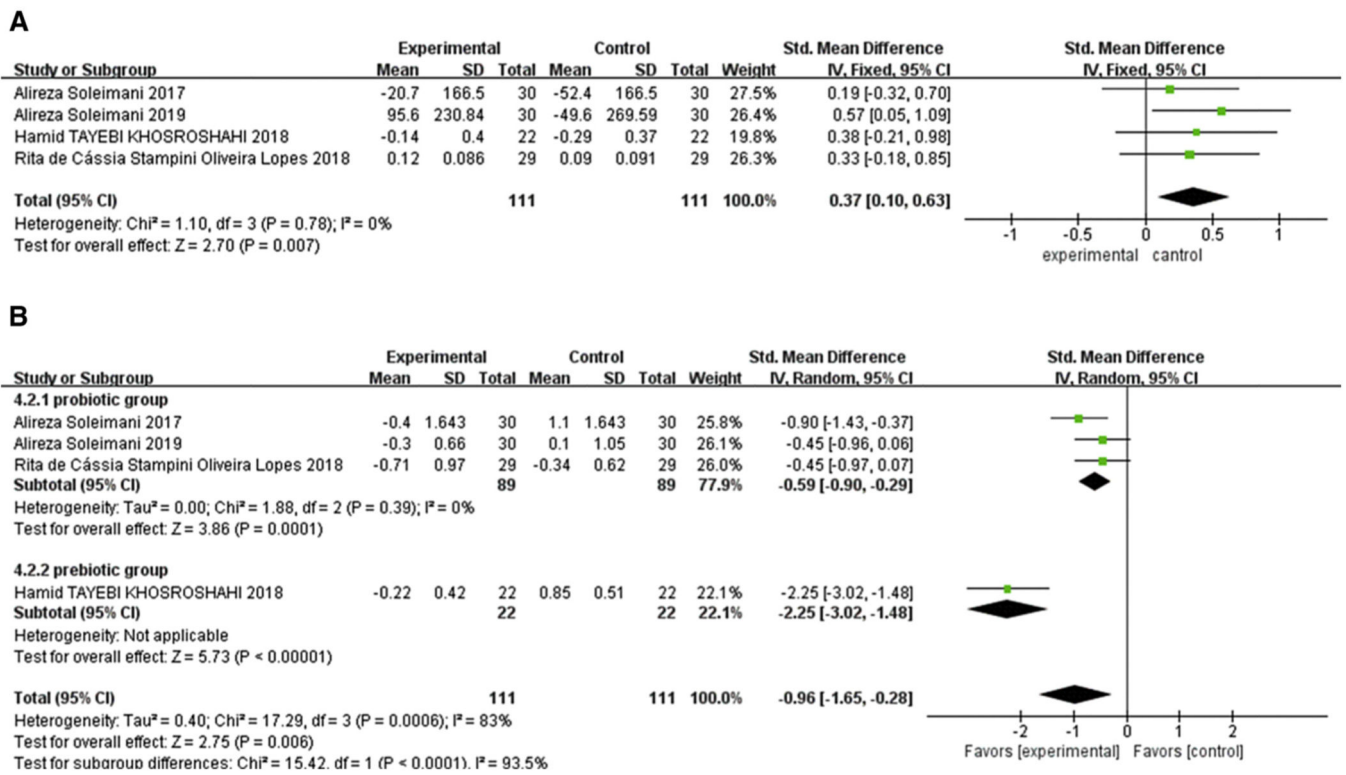 A
Experimental Control Std. Mean Difference Std. Mean Difference
Study or Subgroup Mean SD Total Mean SD Total Weight IV, Fixed, 95% CI IV, Fixed, 95% CI
Alireza Soleimani 2017 -20.7 166.5 30 -52.4 166.5 30 27.5% 0.19 [-0.32, 0.70]
Alireza Soleimani 2019 95.6 230.84 30 -49.6 269.59 30 26.4% 0.57 [0.05, 1.09]
Hamid TAYEBI KHOSROSHAHI 2018 -0.14 0.4 22 -0.29 0.37 22 19.8% 0.38 [-0.21, 0.98]
Rita de Cássia Stampini Oliveira Lopes 2018 0.12 0.086 29 0.09 0.091 29 26.3% 0.33 [-0.18, 0.85]
Total (95% CI) 111 111 100.0% 0.37 [0.10, 0.63]
Heterogeneity: Chi² = 1.10, df = 3 (P = 0.78); I² = 0%
Test for overall effect: Z = 2.70 (P = 0.007)
-1 -0.5 0 0.5 1
experimental cantrol
B
Experimental Control Std. Mean Difference Std. Mean Difference
Study or Subgroup Mean SD Total Mean SD Total Weight IV, Random, 95% CI IV, Random, 95% CI
4.2.1 probiotic group
Alireza Soleimani 2017 -0.4 1.643 30 1.1 1.643 30 25.8% -0.90 [-1.43, -0.37]
Alireza Soleimani 2019 -0.3 0.66 30 0.1 1.05 30 26.1% -0.45 [-0.96, 0.06]
Rita de Cássia Stampini Oliveira Lopes 2018 -0.71 0.97 29 -0.34 0.62 29 26.0% -0.45 [-0.97, 0.07]
Subtotal (95% CI) 89 89 77.9% -0.59 [-0.90, -0.29]
Heterogeneity: Tau² = 0.00; Chi² = 1.88, df = 2 (P = 0.39); I² = 0%
Test for overall effect: Z = 3.86 (P = 0.0001)
4.2.2 prebiotic group
Hamid TAYEBI KHOSROSHAHI 2018 -0.22 0.42 22 0.85 0.51 22 22.1% -2.25 [-3.02, -1.48]
Subtotal (95% CI) 22 22 22.1% -2.25 [-3.02, -1.48]
Heterogeneity: Not applicable
Test for overall effect: Z = 5.73 (P < 0.00001)
Total (95% CI) 111 111 100.0% -0.96 [-1.65, -0.28]
Heterogeneity: Tau² = 0.40; Chi² = 17.29, df = 3 (P = 0.0006); I² = 83%
Test for overall effect: Z = 2.75 (P = 0.006)
Test for subgroup differences: Chi² = 15.42, df = 1 (P < 0.0001), I² = 93.5%
-2 -1 0 1 2
Favors [experimental] Favors [control]